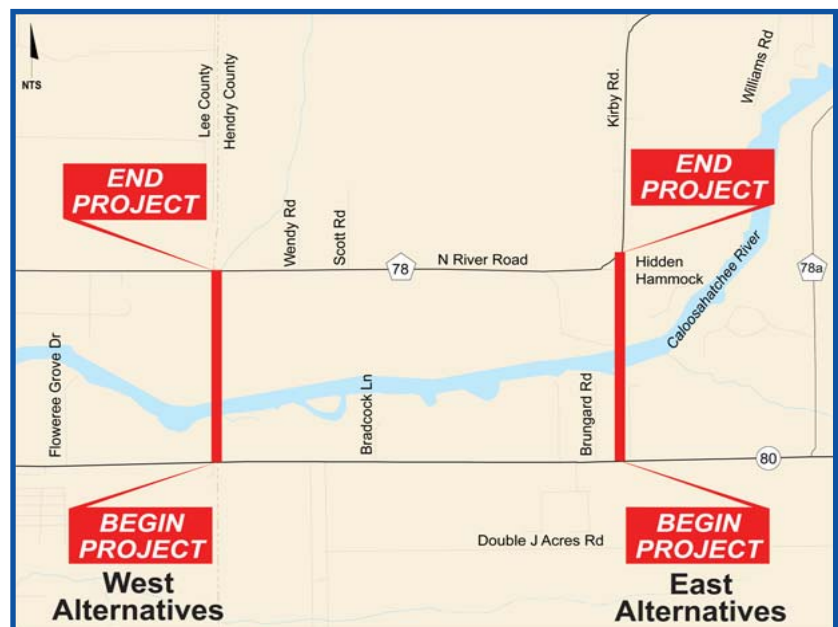 NTS
Lee County
Hendry County
Kirby Rd.
Williams Rd
END
PROJECT
END
PROJECT
Wendy Rd
Scott Rd
78
N River Road
Hidden
Hammock
Caloosahatchee River
78a
Floweree Grove Dr
Bradcock Ln
Brungard Rd
80
BEGIN
PROJECT
BEGIN
PROJECT
Double J Acres Rd
West
Alternatives
East
Alternatives